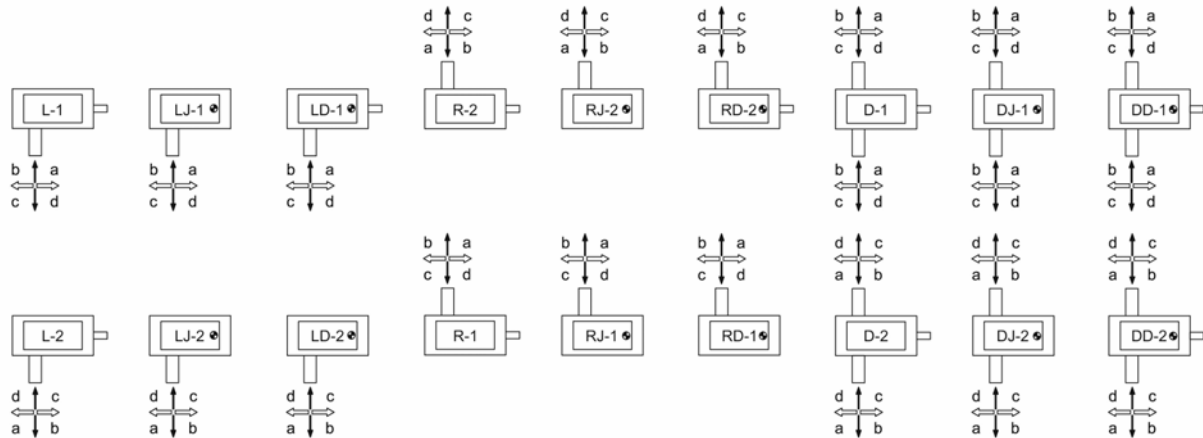 d c d c d c b a b a b a
a b a b a b c d c d c d
L-1 LJ-1 LD-1 R-2 RJ-2 RD-2 D-1 DJ-1 DD-1
b a b a b a b a b a b a
c d c d c d c d c d c d
b a b a b a d c d c d c
c d c d c d a b a b a b
L-2 LJ-2 LD-2 R-1 RJ-1 RD-1 D-2 DJ-2 DD-2
d c d c d c d c d c d c
a b a b a b a b a b a b